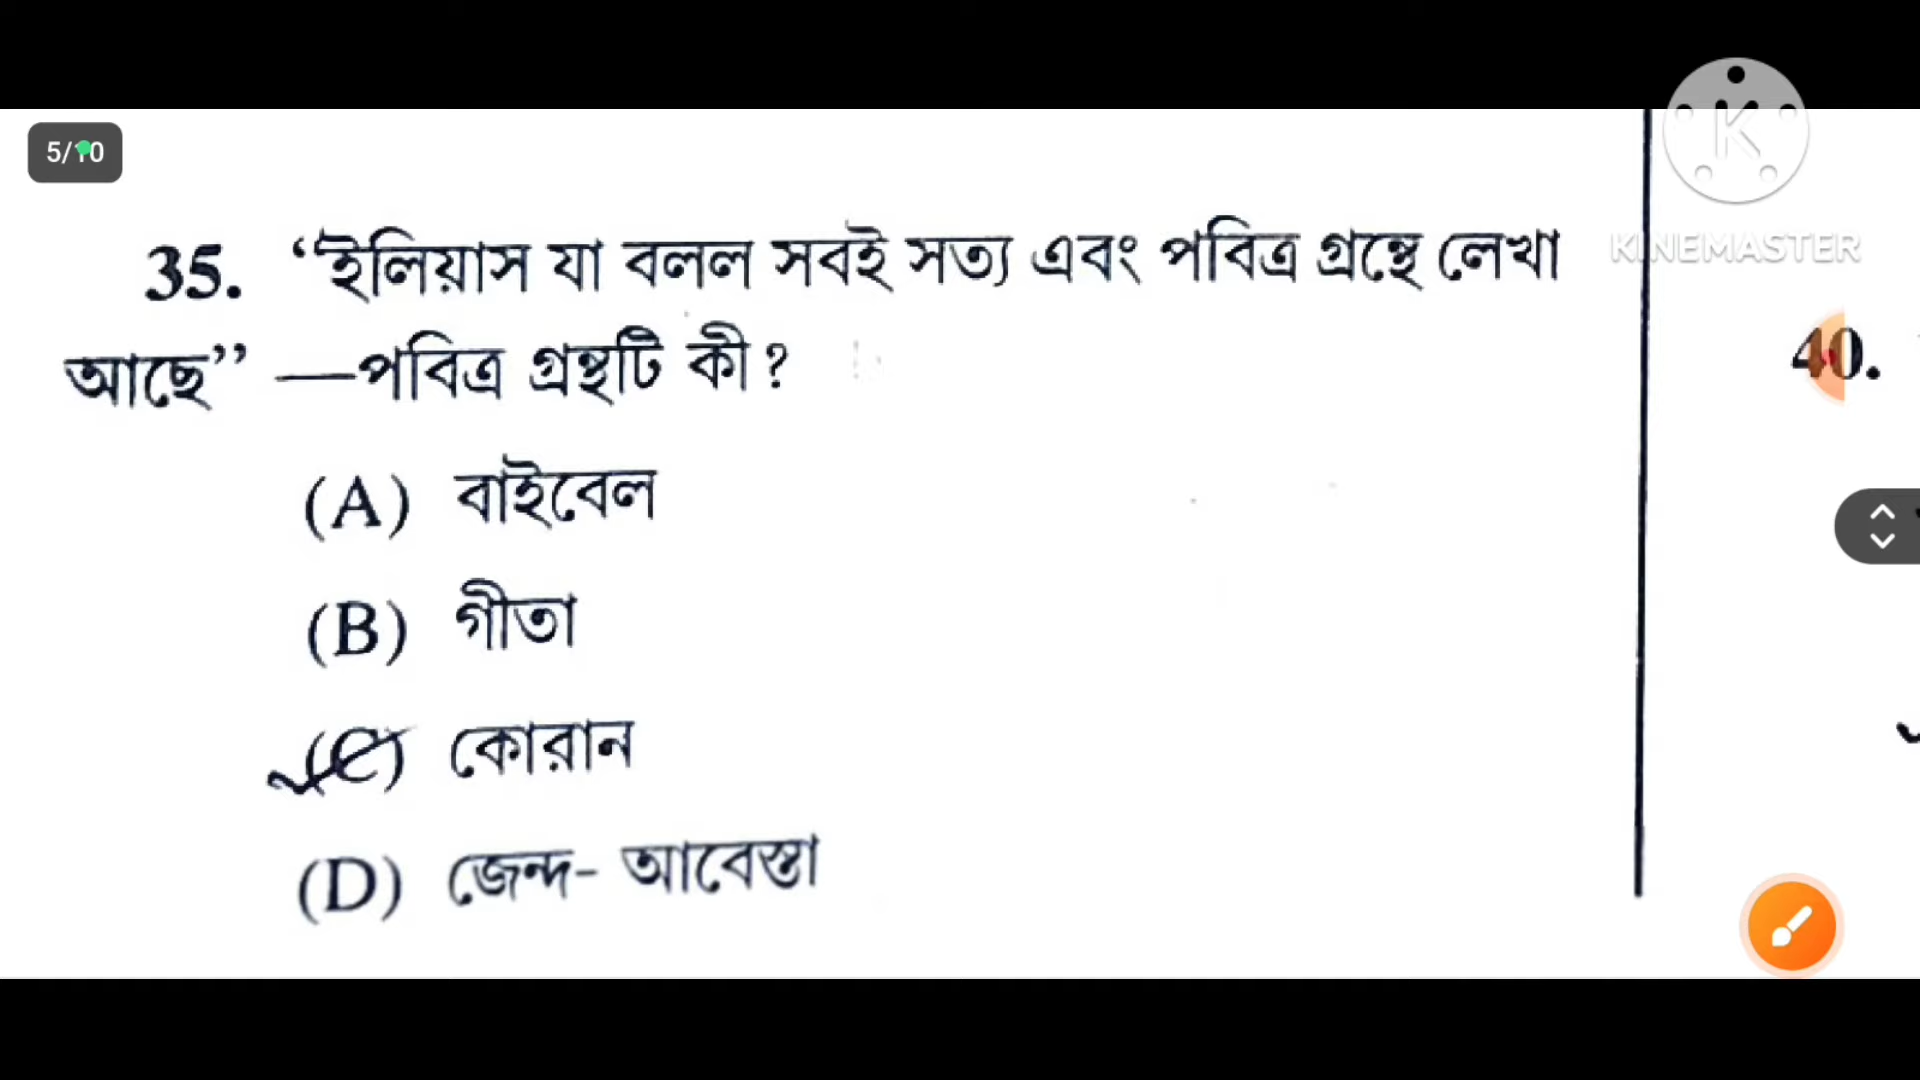 5/10
K
KINEMASTER
35. ‘‘ইলিয়াস যা বলল সবই সত্য এবং পবিত্র গ্রন্থে লেখা
আছে’’ —পবিত্র গ্রন্থটি কী?
(A) বাইবেল
(B) গীতা
(C) কোরান
(D) জেন্দ- আবেস্তা
40.